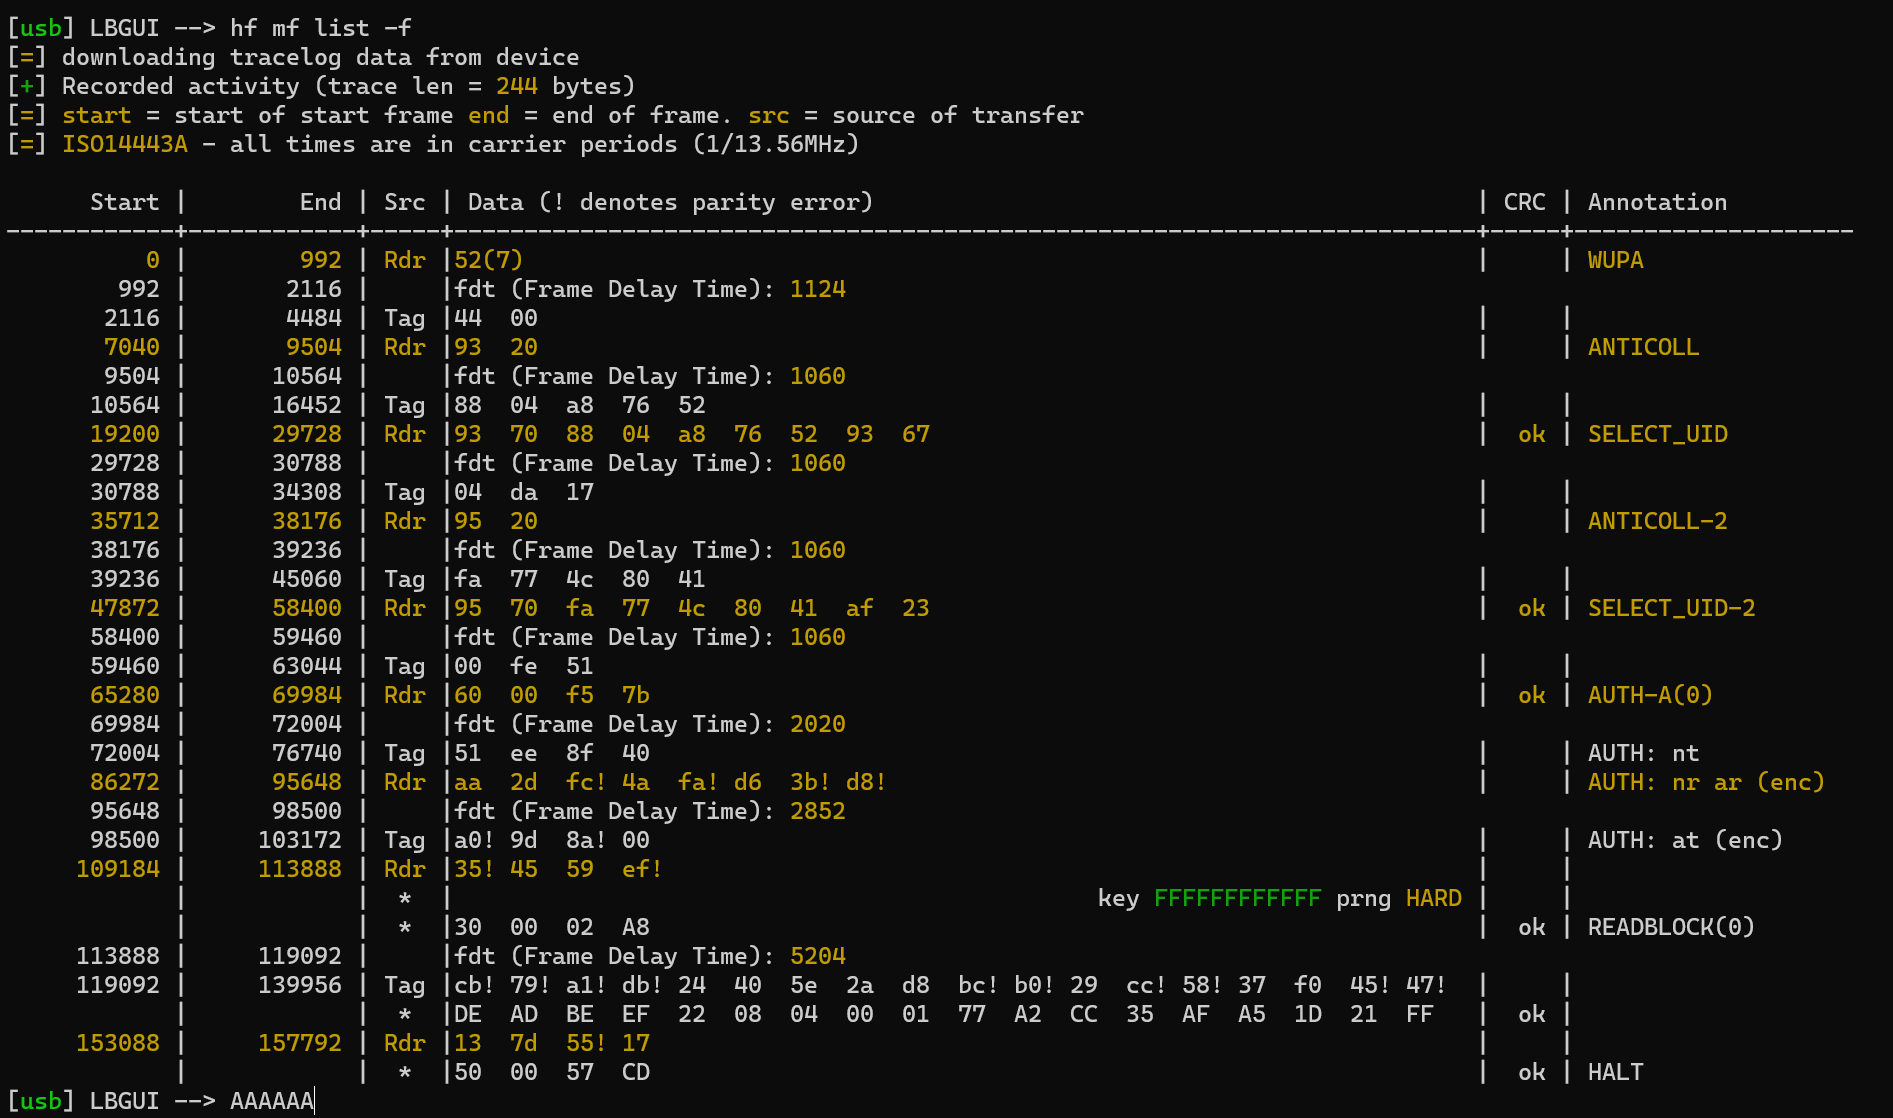 [usb] LBGUI --> hf mf list -f
[=] downloading tracelog data from device
[+] Recorded activity (trace len = 244 bytes)
[=] start = start of start frame end = end of frame. src = source of transfer
[=] ISO14443A - all times are in carrier periods (1/13.56MHz)
Start | End | Src | Data (! denotes parity error) | CRC | Annotation
------------+------------+-----+-------------------------------------------------------------------------+-----+--------------------
0 | 992 | Rdr |52(7) | | WUPA
992 | 2116 | |fdt (Frame Delay Time): 1124
2116 | 4484 | Tag |44 00 | |
7040 | 9504 | Rdr |93 20 | | ANTICOLL
9504 | 10564 | |fdt (Frame Delay Time): 1060
10564 | 16452 | Tag |88 04 a8 76 52 | |
19200 | 29728 | Rdr |93 70 88 04 a8 76 52 93 67 | ok | SELECT_UID
29728 | 30788 | |fdt (Frame Delay Time): 1060
30788 | 34308 | Tag |04 da 17 | |
35712 | 38176 | Rdr |95 20 | | ANTICOLL-2
38176 | 39236 | |fdt (Frame Delay Time): 1060
39236 | 45060 | Tag |fa 77 4c 80 41 | |
47872 | 58400 | Rdr |95 70 fa 77 4c 80 41 af 23 | ok | SELECT_UID-2
58400 | 59460 | |fdt (Frame Delay Time): 1060
59460 | 63044 | Tag |00 fe 51 | |
65280 | 69984 | Rdr |60 00 f5 7b | ok | AUTH-A(0)
69984 | 72004 | |fdt (Frame Delay Time): 2020
72004 | 76740 | Tag |51 ee 8f 40 | | AUTH: nt
86272 | 95648 | Rdr |aa 2d fc! 4a fa! d6 3b! d8! | | AUTH: nr ar (enc)
95648 | 98500 | |fdt (Frame Delay Time): 2852
98500 | 103172 | Tag |a0! 9d 8a! 00 | | AUTH: at (enc)
109184 | 113888 | Rdr |35! 45 59 ef! | |
| | * | key FFFFFFFFFFFF prng HARD | |
| | * |30 00 02 A8 | ok | READBLOCK(0)
113888 | 119092 | |fdt (Frame Delay Time): 5204
119092 | 139956 | Tag |cb! 79! a1! db! 24 40 5e 2a d8 bc! b0! 29 cc! 58! 37 f0 45! 47! | |
| | * |DE AD BE EF 22 08 04 00 01 77 A2 CC 35 AF A5 1D 21 FF | ok |
153088 | 157792 | Rdr |13 7d 55! 17 | |
| | * |50 00 57 CD | ok | HALT
[usb] LBGUI --> AAAAAA